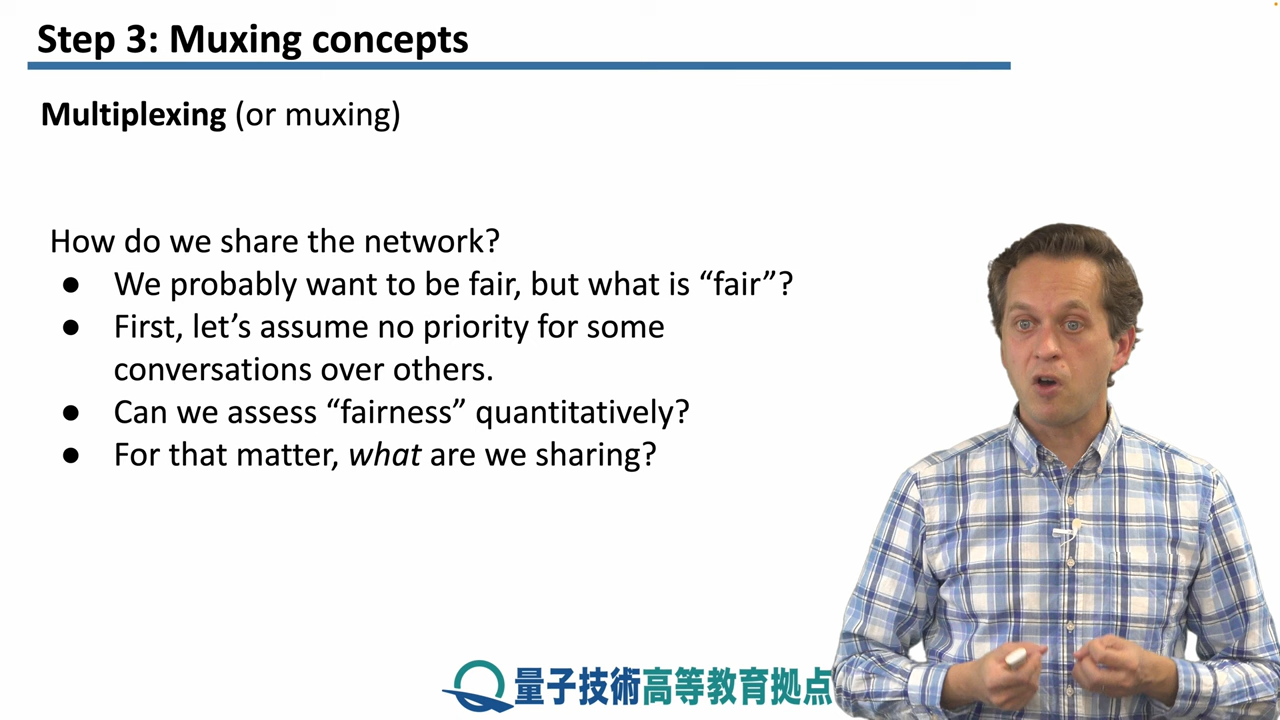 Step 3: Muxing concepts
Multiplexing (or muxing)
How do we share the network?
● We probably want to be fair, but what is “fair”?
● First, let’s assume no priority for some
conversations over others.
● Can we assess “fairness” quantitatively?
● For that matter, what are we sharing?
量子技術高等教育拠点